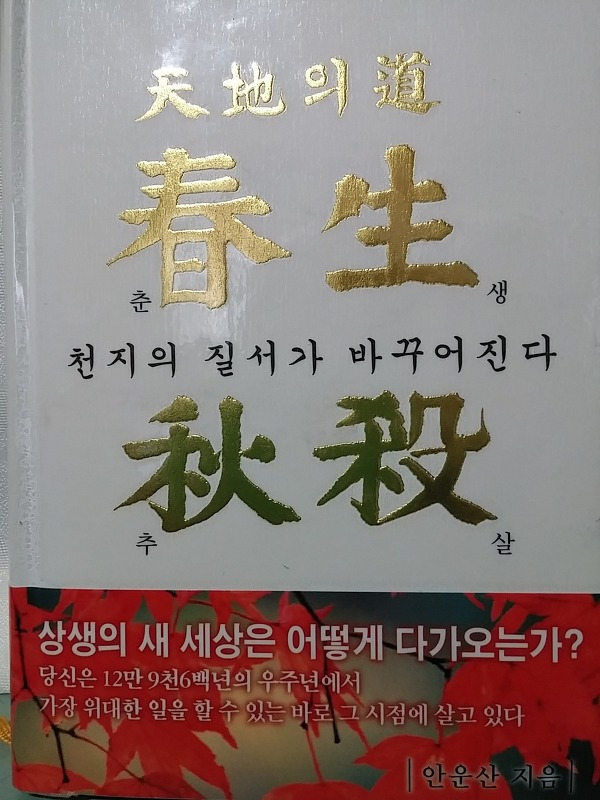 天地의 道
春生
춘 생
천지의 질서가 바꾸어진다
秋殺
추 살
상생의 새 세상은 어떻게 다가오는가?
당신은 12만 9천6백년의 우주년에서
가장 위대한 일을 할 수 있는 바로 그 시점에 살고 있다
| 안운산 지음 |